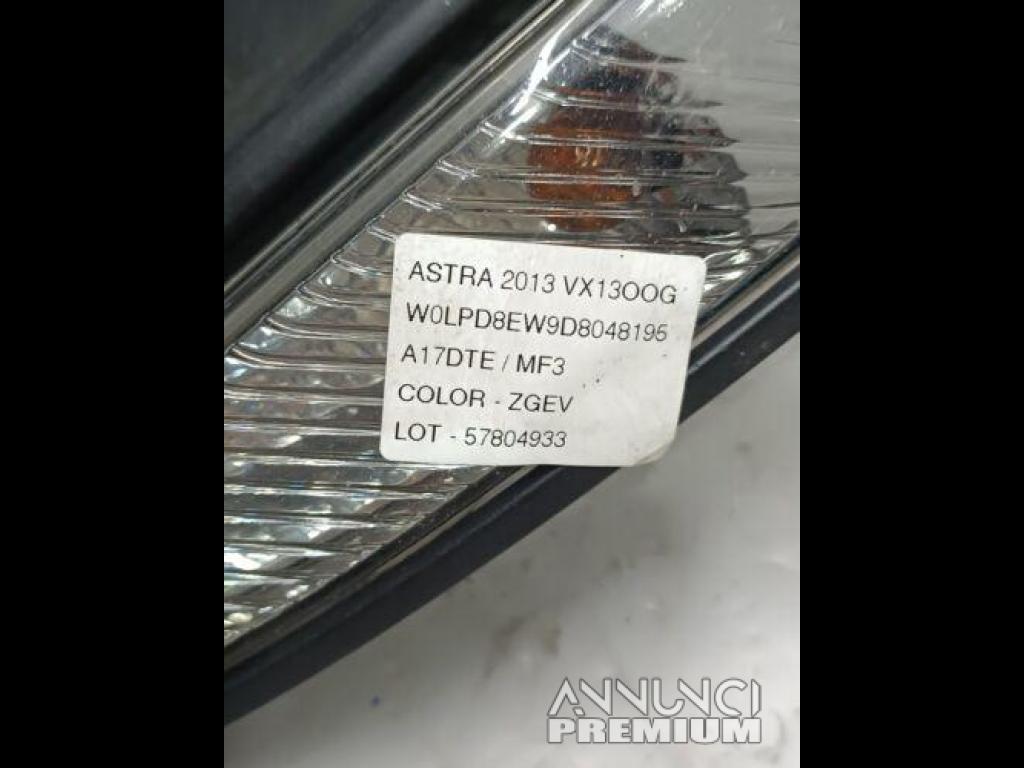 ASTRA 2013 VX13OOG
W0LPD8EW9D8048195
A17DTE / MF3
COLOR - ZGEV
LOT - 57804933
ANNUNCI
PREMIUM